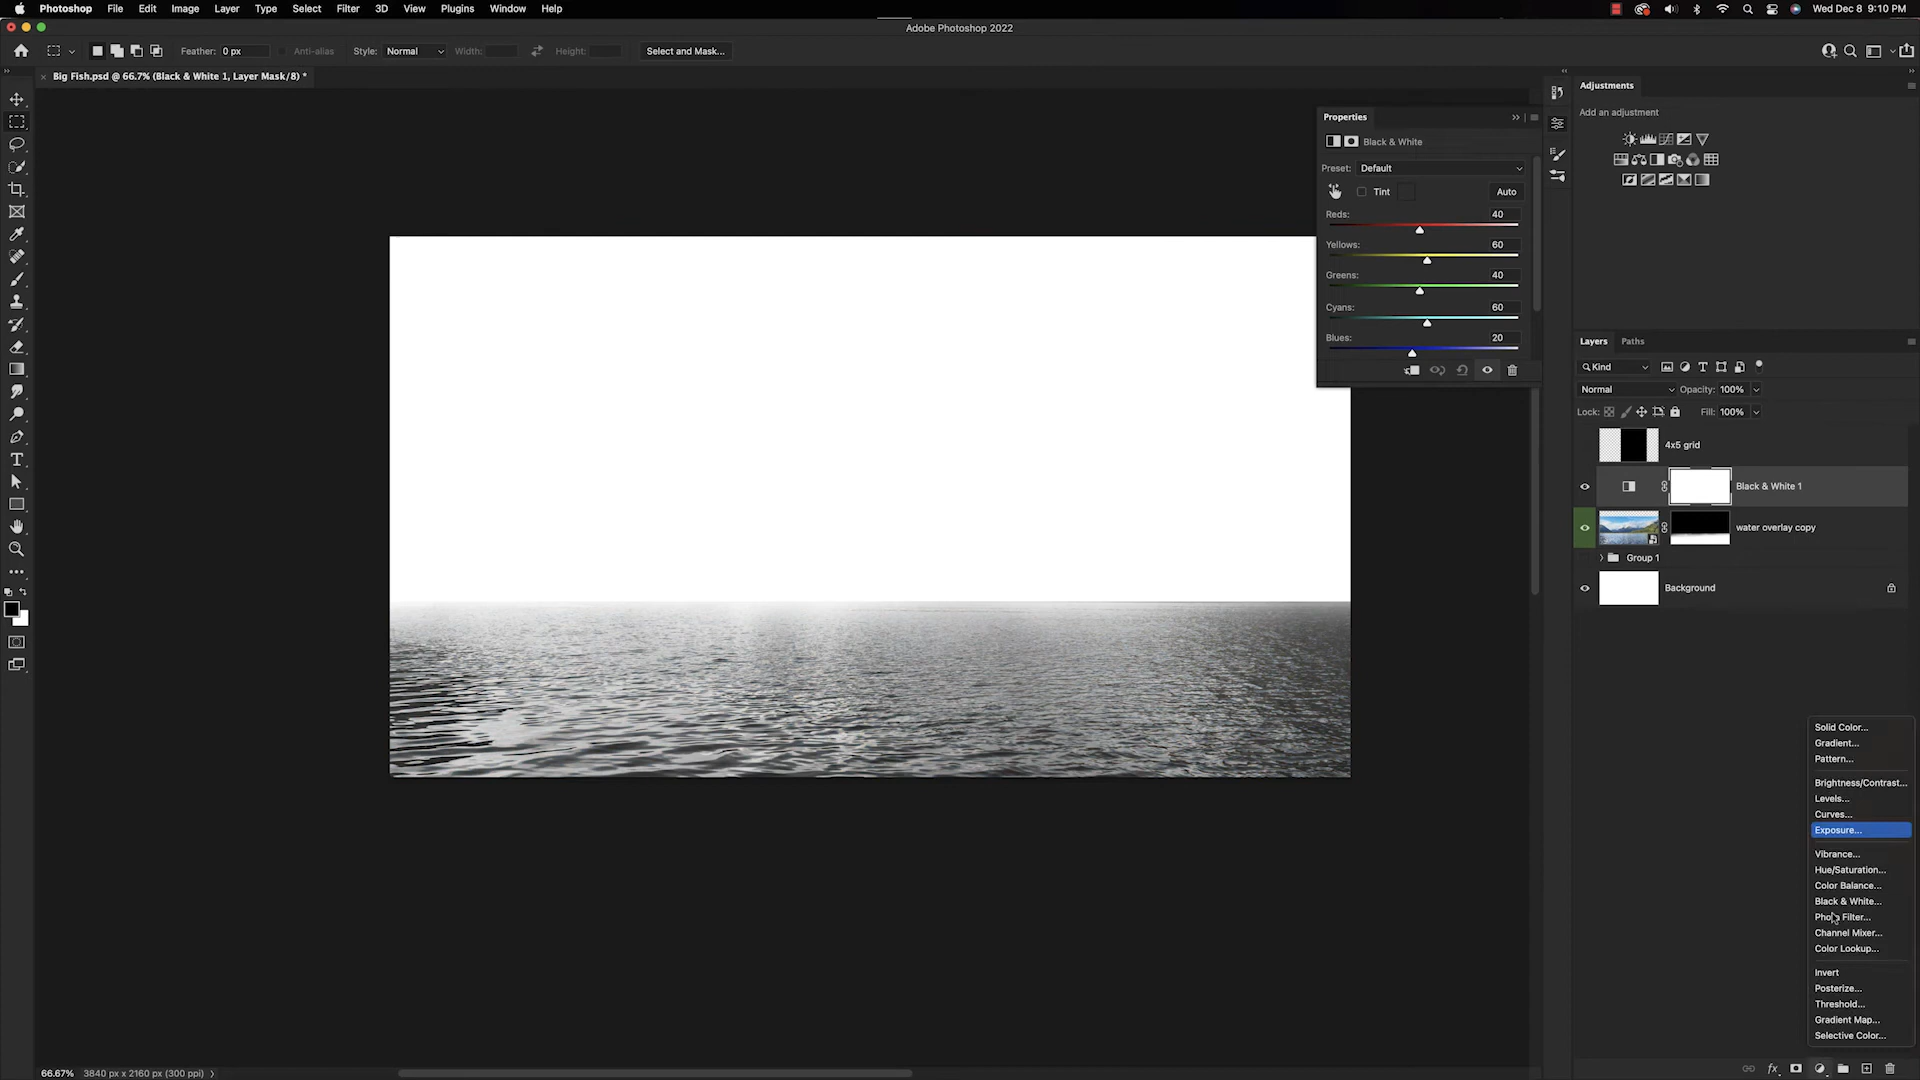 Photoshop File Edit Image Layer Type Select Filter 3D View Plugins Window Help Wed Dec 8 9:10 PM
Adobe Photoshop 2022
Feather: 0 px Anti-alias Style: Normal Width: Height: Select and Mask...
Big Fish.psd @ 66.7% (Black & White 1, Layer Mask/8) *
Adjustments
Add an adjustment
Properties
Black & White
Preset: Default
Tint Auto
Reds: 40
Yellows: 60
Greens: 40
Cyans: 60
Blues: 20
Layers Paths
Kind
Normal Opacity: 100%
Lock: Fill: 100%
4x5 grid
Black & White 1
water overlay copy
Group 1
Background
Solid Color...
Gradient...
Pattern...
Brightness/Contrast...
Levels...
Curves...
Exposure...
Vibrance...
Hue/Saturation...
Color Balance...
Black & White...
Photo Filter...
Channel Mixer...
Color Lookup...
Invert
Posterize...
Threshold...
Gradient Map...
Selective Color...
66.67% 3840 px x 2160 px (300 ppi)